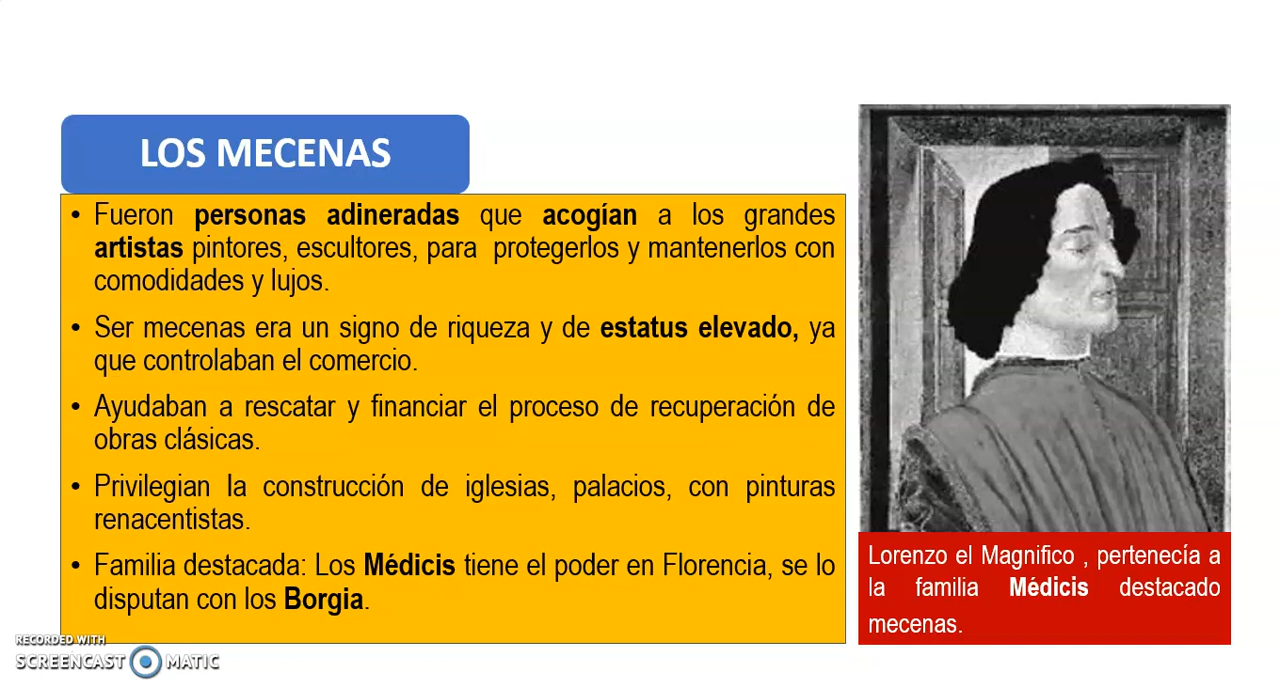 LOS MECENAS
• Fueron personas adineradas que acogían a los grandes
artistas pintores, escultores, para protegerlos y mantenerlos con
comodidades y lujos.
• Ser mecenas era un signo de riqueza y de estatus elevado, ya
que controlaban el comercio.
• Ayudaban a rescatar y financiar el proceso de recuperación de
obras clásicas.
• Privilegian la construcción de iglesias, palacios, con pinturas
renacentistas.
• Familia destacada: Los Médicis tiene el poder en Florencia, se lo
disputan con los Borgia.
Lorenzo el Magnifico , pertenecía a
la familia Médicis destacado
mecenas.
RECORDED WITH
SCREENCAST MATIC